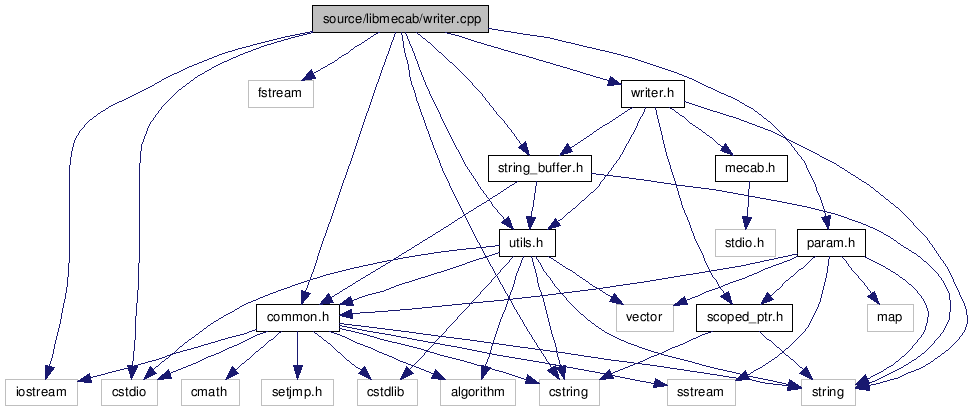 source/libmecab/writer.cpp
fstream
writer.h
string_buffer.h
mecab.h
utils.h
stdio.h
param.h
common.h
vector
scoped_ptr.h
map
iostream
cstdio
cmath
setjmp.h
cstdlib
algorithm
cstring
sstream
string